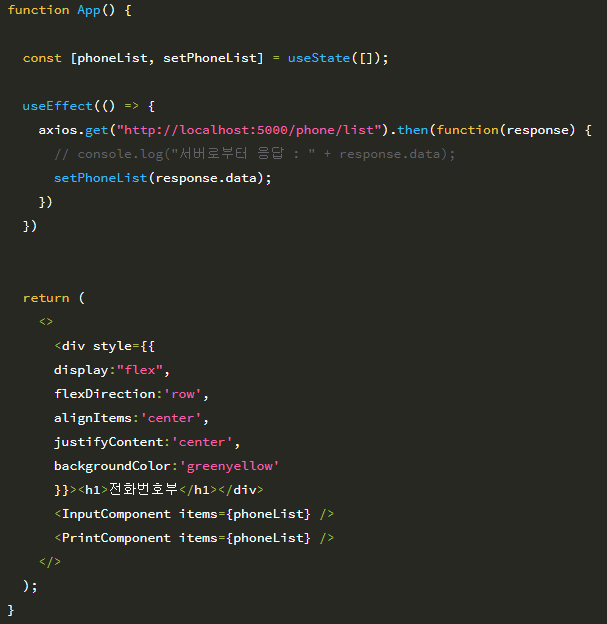 function App() {
const [phoneList, setPhoneList] = useState([]);
useEffect(() => {
axios.get("http://localhost:5000/phone/list").then(function(response) {
// console.log("서버로부터 응답 : " + response.data);
setPhoneList(response.data);
})
})
return (
<>
<div style={{
display:"flex",
flexDirection:'row',
alignItems:'center',
justifyContent:'center',
backgroundColor:'greenyellow'
}}><h1>전화번호부</h1></div>
<InputComponent items={phoneList} />
<PrintComponent items={phoneList} />
</>
);
}